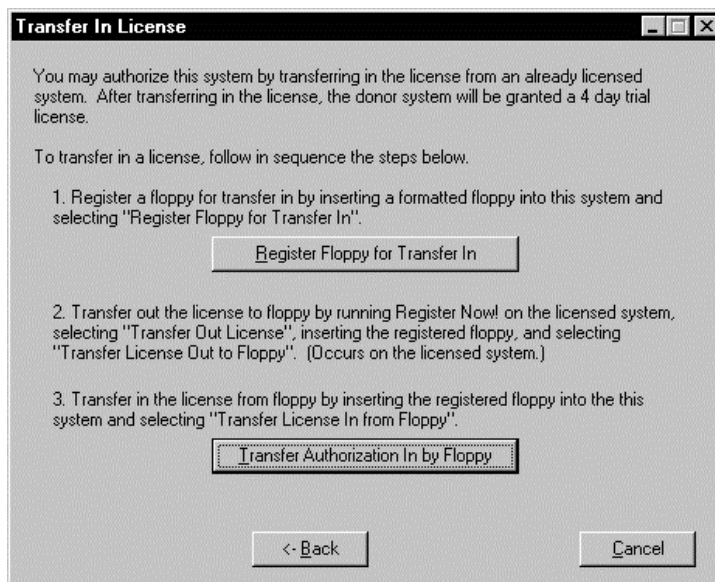 Transfer In License
You may authorize this system by transferring in the license from an already licensed
system. After transferring in the license, the donor system will be granted a 4 day trial
license.
To transfer in a license, follow in sequence the steps below.
1. Register a floppy for transfer in by inserting a formatted floppy into this system and
selecting "Register Floppy for Transfer In".
Register Floppy for Transfer In
2. Transfer out the license to floppy by running Register Now! on the licensed system,
selecting "Transfer Out License", inserting the registered floppy, and selecting
"Transfer License Out to Floppy". (Occurs on the licensed system.)
3. Transfer in the license from floppy by inserting the registered floppy into the this
system and selecting "Transfer License In from Floppy".
Transfer Authorization In by Floppy
<- Back
Cancel